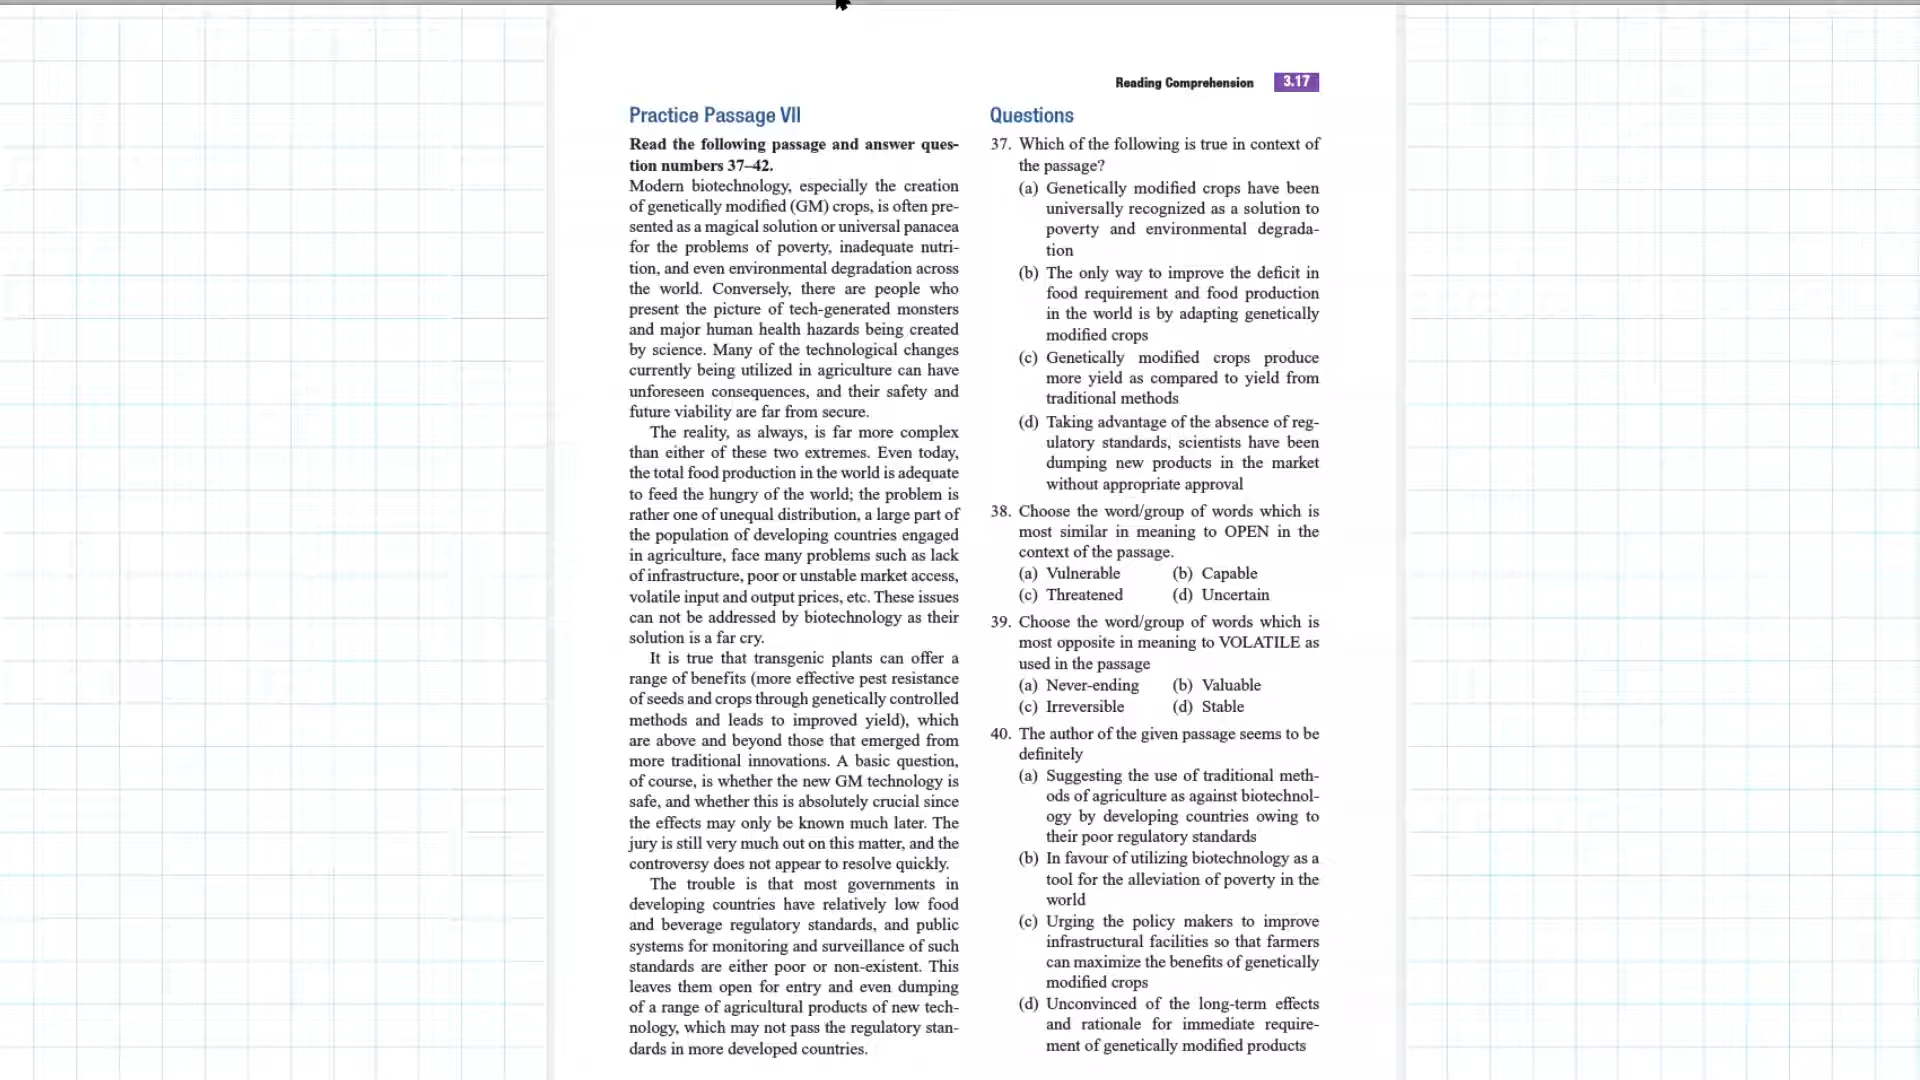 Reading Comprehension 3.17
Practice Passage VII
Read the following passage and answer ques-
tion numbers 37–42.
Modern biotechnology, especially the creation
of genetically modified (GM) crops, is often pre-
sented as a magical solution or universal panacea
for the problems of poverty, inadequate nutri-
tion, and even environmental degradation across
the world. Conversely, there are people who
present the picture of tech-generated monsters
and major human health hazards being created
by science. Many of the technological changes
currently being utilized in agriculture can have
unforeseen consequences, and their safety and
future viability are far from secure.
The reality, as always, is far more complex
than either of these two extremes. Even today,
the total food production in the world is adequate
to feed the hungry of the world; the problem is
rather one of unequal distribution, a large part of
the population of developing countries engaged
in agriculture, face many problems such as lack
of infrastructure, poor or unstable market access,
volatile input and output prices, etc. These issues
can not be addressed by biotechnology as their
solution is a far cry.
It is true that transgenic plants can offer a
range of benefits (more effective pest resistance
of seeds and crops through genetically controlled
methods and leads to improved yield), which
are above and beyond those that emerged from
more traditional innovations. A basic question,
of course, is whether the new GM technology is
safe, and whether this is absolutely crucial since
the effects may only be known much later. The
jury is still very much out on this matter, and the
controversy does not appear to resolve quickly.
The trouble is that most governments in
developing countries have relatively low food
and beverage regulatory standards, and public
systems for monitoring and surveillance of such
standards are either poor or non-existent. This
leaves them open for entry and even dumping
of a range of agricultural products of new tech-
nology, which may not pass the regulatory stan-
dards in more developed countries.
Questions
37. Which of the following is true in context of
the passage?
(a) Genetically modified crops have been
universally recognized as a solution to
poverty and environmental degrada-
tion
(b) The only way to improve the deficit in
food requirement and food production
in the world is by adapting genetically
modified crops
(c) Genetically modified crops produce
more yield as compared to yield from
traditional methods
(d) Taking advantage of the absence of reg-
ulatory standards, scientists have been
dumping new products in the market
without appropriate approval
38. Choose the word/group of words which is
most similar in meaning to OPEN in the
context of the passage.
(a) Vulnerable (b) Capable
(c) Threatened (d) Uncertain
39. Choose the word/group of words which is
most opposite in meaning to VOLATILE as
used in the passage
(a) Never-ending (b) Valuable
(c) Irreversible (d) Stable
40. The author of the given passage seems to be
definitely
(a) Suggesting the use of traditional meth-
ods of agriculture as against biotechnol-
ogy by developing countries owing to
their poor regulatory standards
(b) In favour of utilizing biotechnology as a
tool for the alleviation of poverty in the
world
(c) Urging the policy makers to improve
infrastructural facilities so that farmers
can maximize the benefits of genetically
modified crops
(d) Unconvinced of the long-term effects
and rationale for immediate require-
ment of genetically modified products